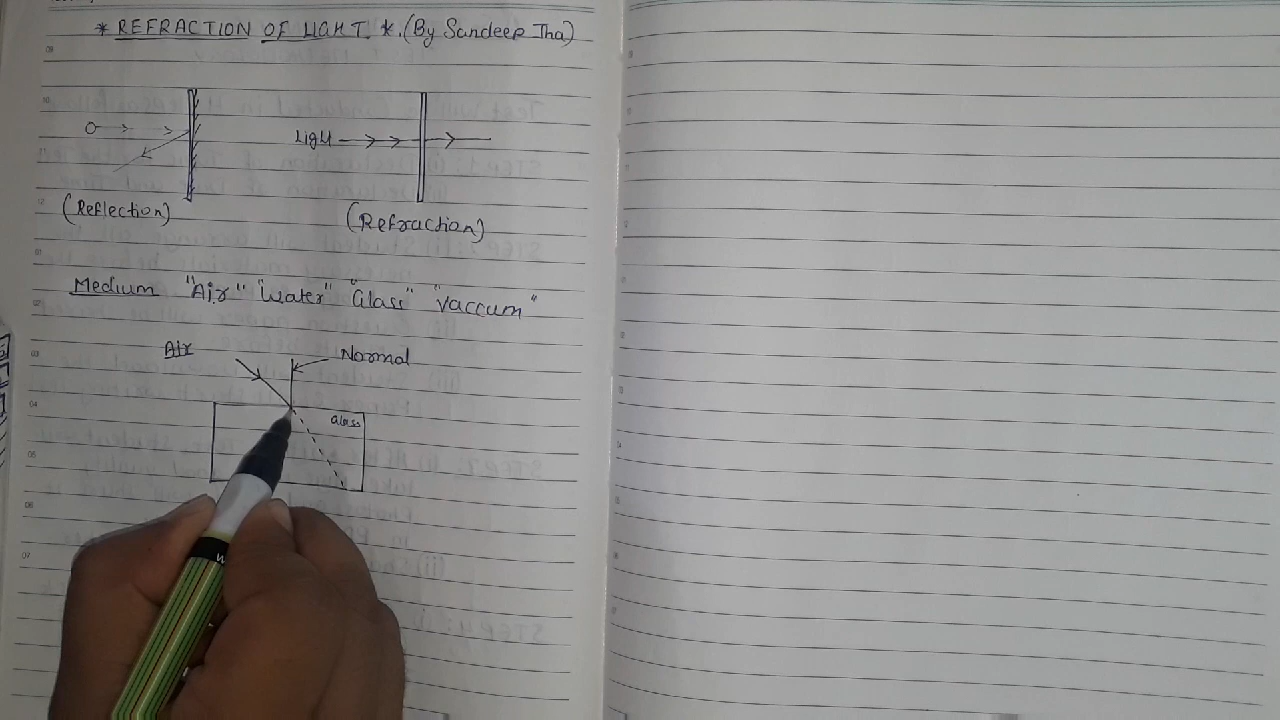 * REFRACTION OF LIGHT. *. (By Sandeep Jha)
Light
(Reflection)
(Refraction)
Medium "Air" "Water" "Glass" "Vaccum"
Air
Normal
Glass